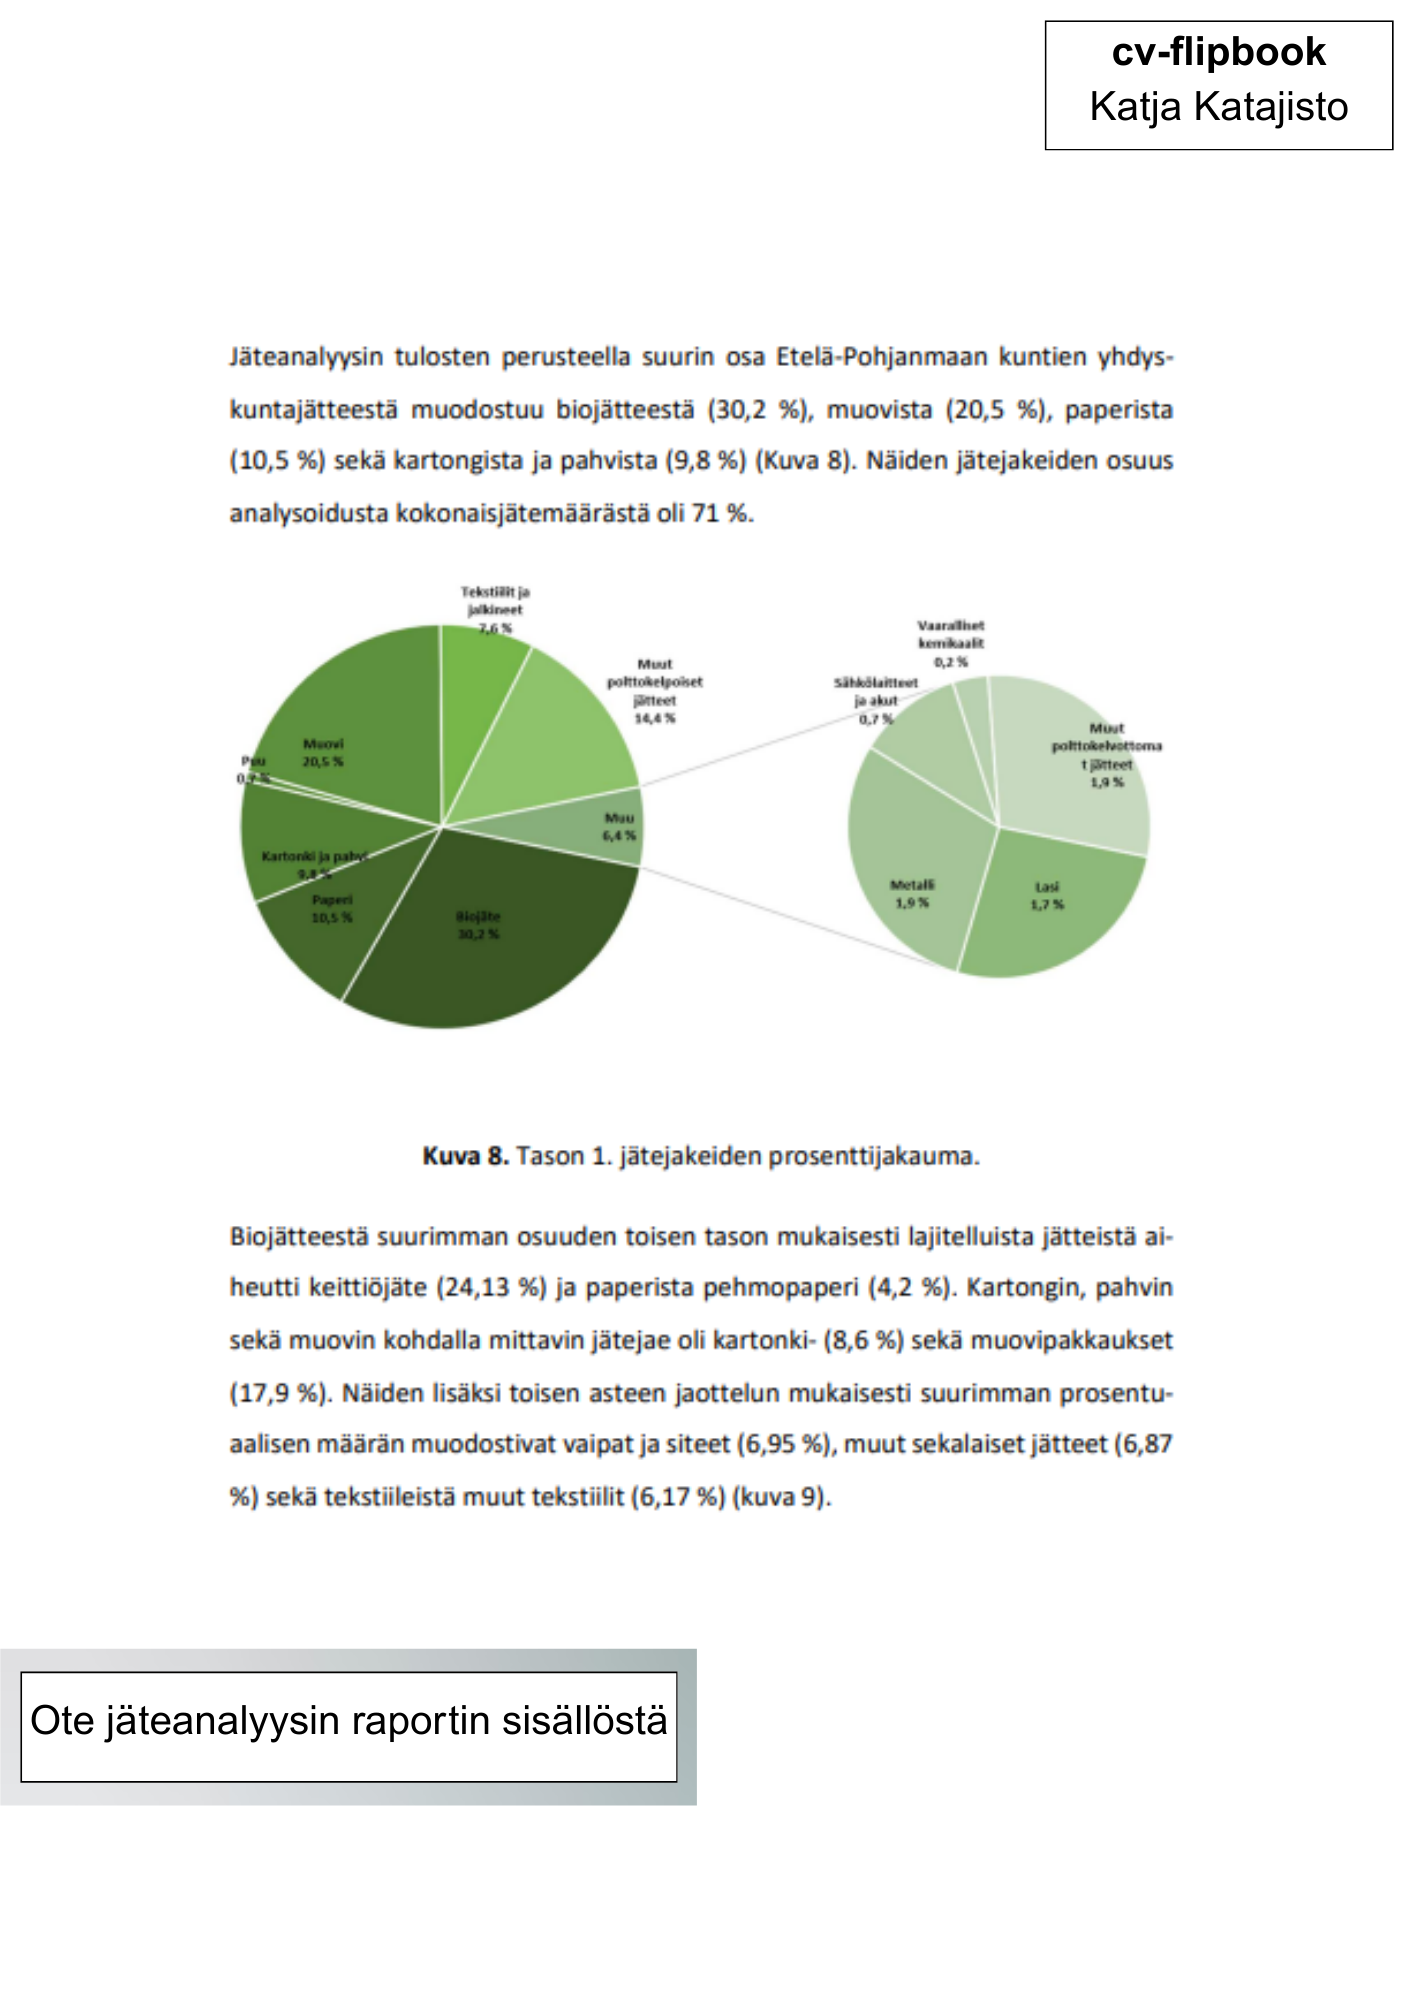 cv-flipbook
Katja Katajisto
Jäteanalyysin tulosten perusteella suurin osa Etelä-Pohjanmaan kuntien yhdys-
kuntajätteestä muodostuu biojätteestä (30,2 %), muovista (20,5 %), paperista
(10,5 %) sekä kartongista ja pahvista (9,8 %) (Kuva 8). Näiden jätejakeiden osuus
analysoidusta kokonaisjätemäärästä oli 71 %.
Tekstiilit ja
jalkineet
7,6 %
Muut
polttokelpoiset
jätteet
14,4 %
Muu
6,4 %
Biojäte
30,2 %
Paperi
10,5 %
Kartonki ja pahvi
9,8 %
Puu
Muovi
20,5 %
Vaaralliset
kemikaalit
0,2 %
Sähkölaitteet
ja akut
0,7 %
Muut
polttokelvottoma
t jätteet
1,9 %
Metalli
1,9 %
Lasi
1,7 %
Kuva 8. Tason 1. jätejakeiden prosenttijakauma.
Biojätteestä suurimman osuuden toisen tason mukaisesti lajitelluista jätteistä ai-
heutti keittiöjäte (24,13 %) ja paperista pehmopaperi (4,2 %). Kartongin, pahvin
sekä muovin kohdalla mittavin jätejae oli kartonki- (8,6 %) sekä muovipakkaukset
(17,9 %). Näiden lisäksi toisen asteen jaottelun mukaisesti suurimman prosentu-
aalisen määrän muodostivat vaipat ja siteet (6,95 %), muut sekalaiset jätteet (6,87
%) sekä tekstiileistä muut tekstiilit (6,17 %) (kuva 9).
Ote jäteanalyysin raportin sisällöstä